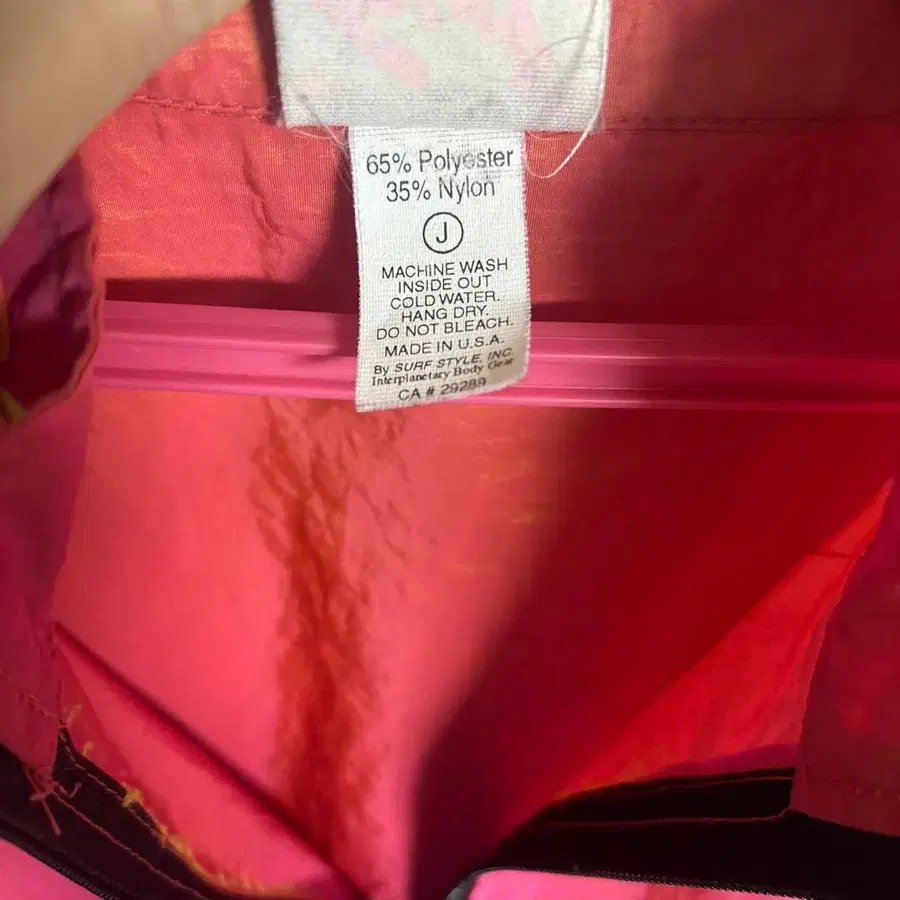 65% Polyester
35% Nylon
J
MACHINE WASH
INSIDE OUT
COLD WATER.
HANG DRY.
DO NOT BLEACH.
MADE IN U.S.A.
By SURF STYLE, INC.
Interplanetary Body Gear
CA # 29289